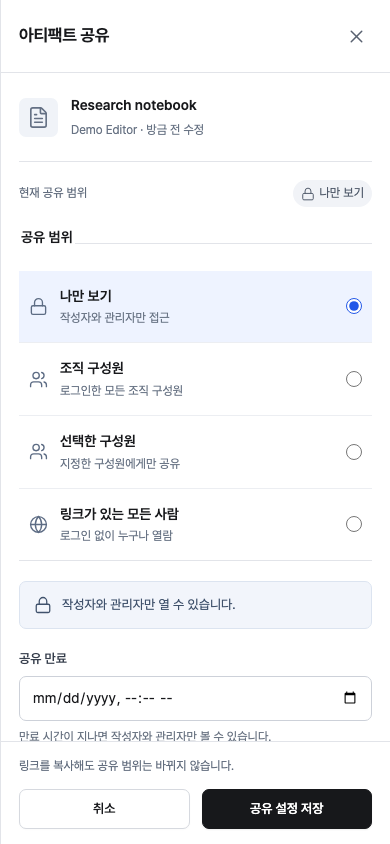 아티팩트 공유
Research notebook
Demo Editor · 방금 전 수정
현재 공유 범위
나만 보기
공유 범위
나만 보기
작성자와 관리자만 접근
조직 구성원
로그인한 모든 조직 구성원
선택한 구성원
지정한 구성원에게만 공유
링크가 있는 모든 사람
로그인 없이 누구나 열람
작성자와 관리자만 열 수 있습니다.
공유 만료
mm/dd/yyyy, --:-- --
만료 시간이 지나면 작성자와 관리자만 볼 수 있습니다.
링크를 복사해도 공유 범위는 바뀌지 않습니다.
취소
공유 설정 저장